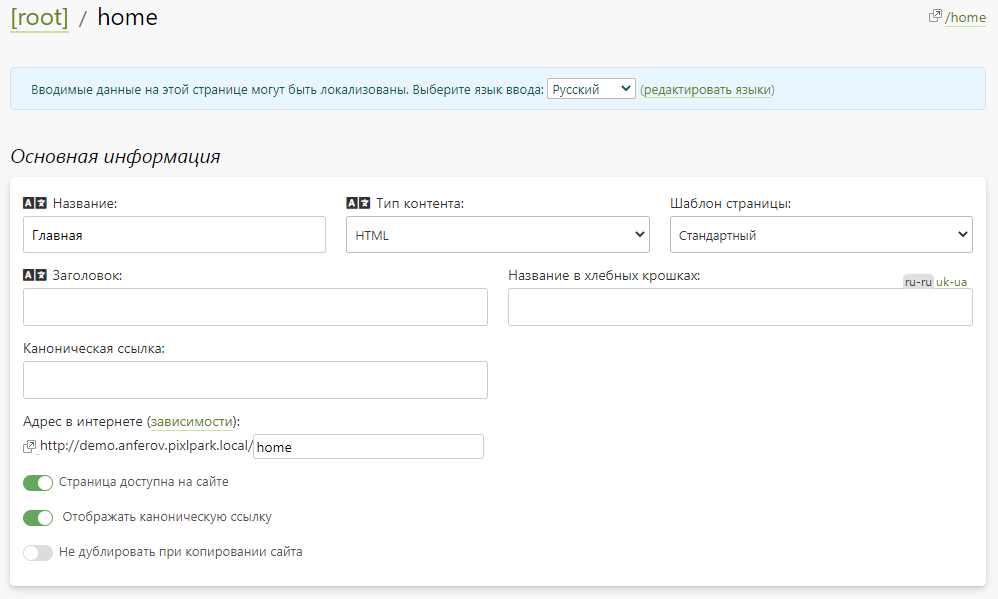 [root] / home
/home
Вводимые данные на этой странице могут быть локализованы. Выберите язык ввода: Русский (редактировать языки)
Основная информация
Название:
Тип контента:
Шаблон страницы:
Главная
HTML
Стандартный
Заголовок:
Название в хлебных крошках:
ru-ru uk-ua
Каноническая ссылка:
Адрес в интернете (зависимости):
http://demo.anferov.pixlpark.local/ home
Страница доступна на сайте
Отображать каноническую ссылку
Не дублировать при копировании сайта